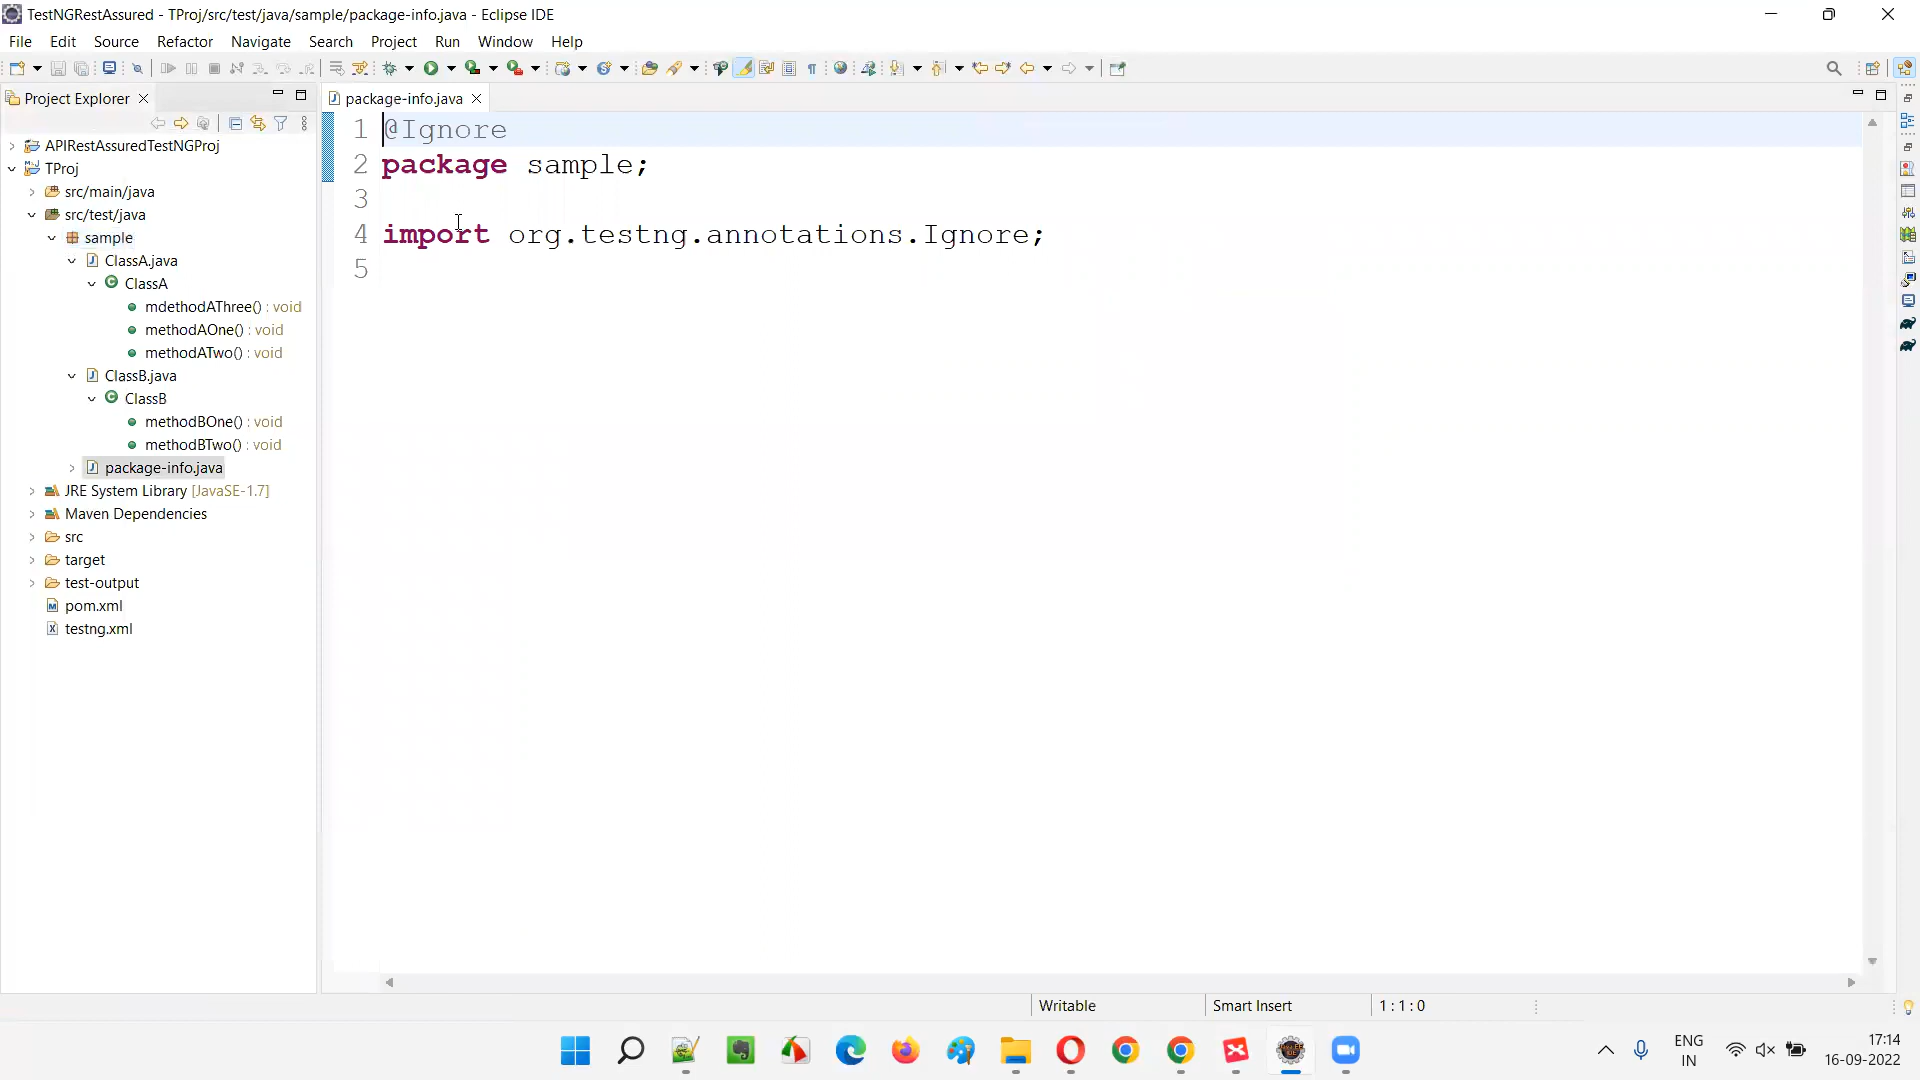 TestNGRestAssured - TProj/src/test/java/sample/package-info.java - Eclipse IDE
File Edit Source Refactor Navigate Search Project Run Window Help
Project Explorer
package-info.java
APIRestAssuredTestNGProj
TProj
src/main/java
src/test/java
sample
ClassA.java
ClassA
mdethodAThree() : void
methodAOne() : void
methodATwo() : void
ClassB.java
ClassB
methodBOne() : void
methodBTwo() : void
package-info.java
JRE System Library [JavaSE-1.7]
Maven Dependencies
src
target
test-output
pom.xml
testng.xml
1 @Ignore
2 package sample;
3
4 import org.testng.annotations.Ignore;
5
Writable Smart Insert 1 : 1 : 0
ENG
IN
17:14
16-09-2022